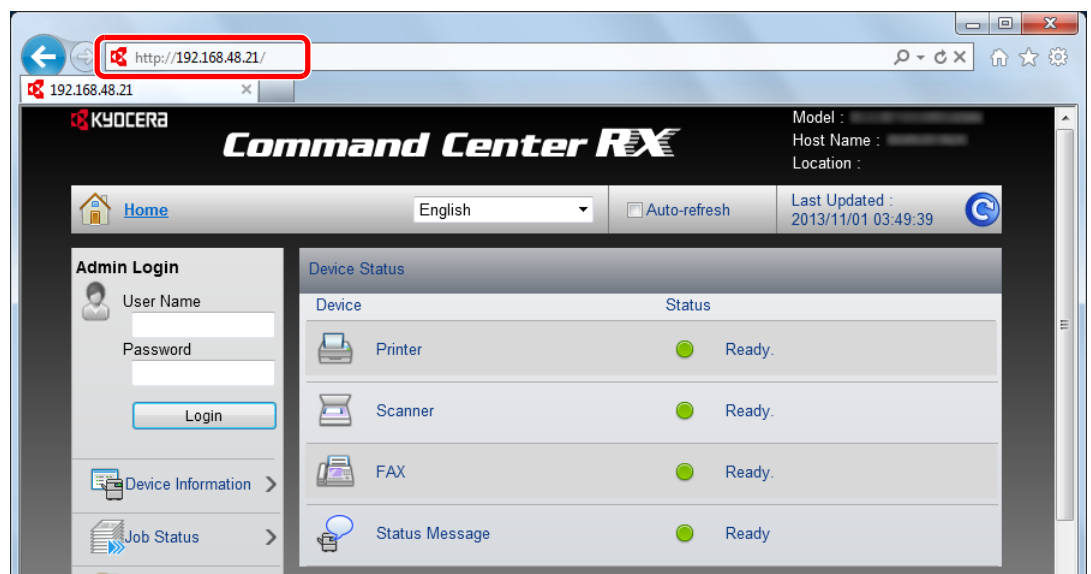 http://192.168.48.21/
192.168.48.21
KYOCERA
Command Center RX
Model :
Host Name :
Location :
Home
English
Auto-refresh
Last Updated :
2013/11/01 03:49:39
Admin Login
User Name
Password
Login
Device Information
Job Status
Device Status
Device Status
Printer Ready.
Scanner Ready.
FAX Ready.
Status Message Ready